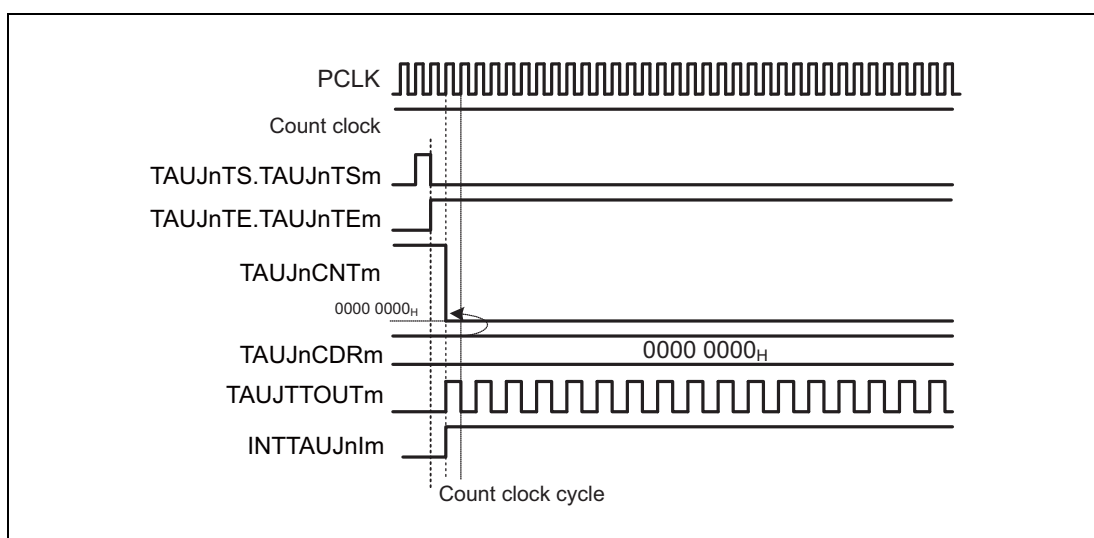 PCLK
Count clock
TAUJnTS.TAUJnTSm
TAUJnTE.TAUJnTEm
TAUJnCNTm
0000 0000H
TAUJnCDRm
0000 0000H
TAUJTTOUTm
INTTAUJnIm
Count clock cycle